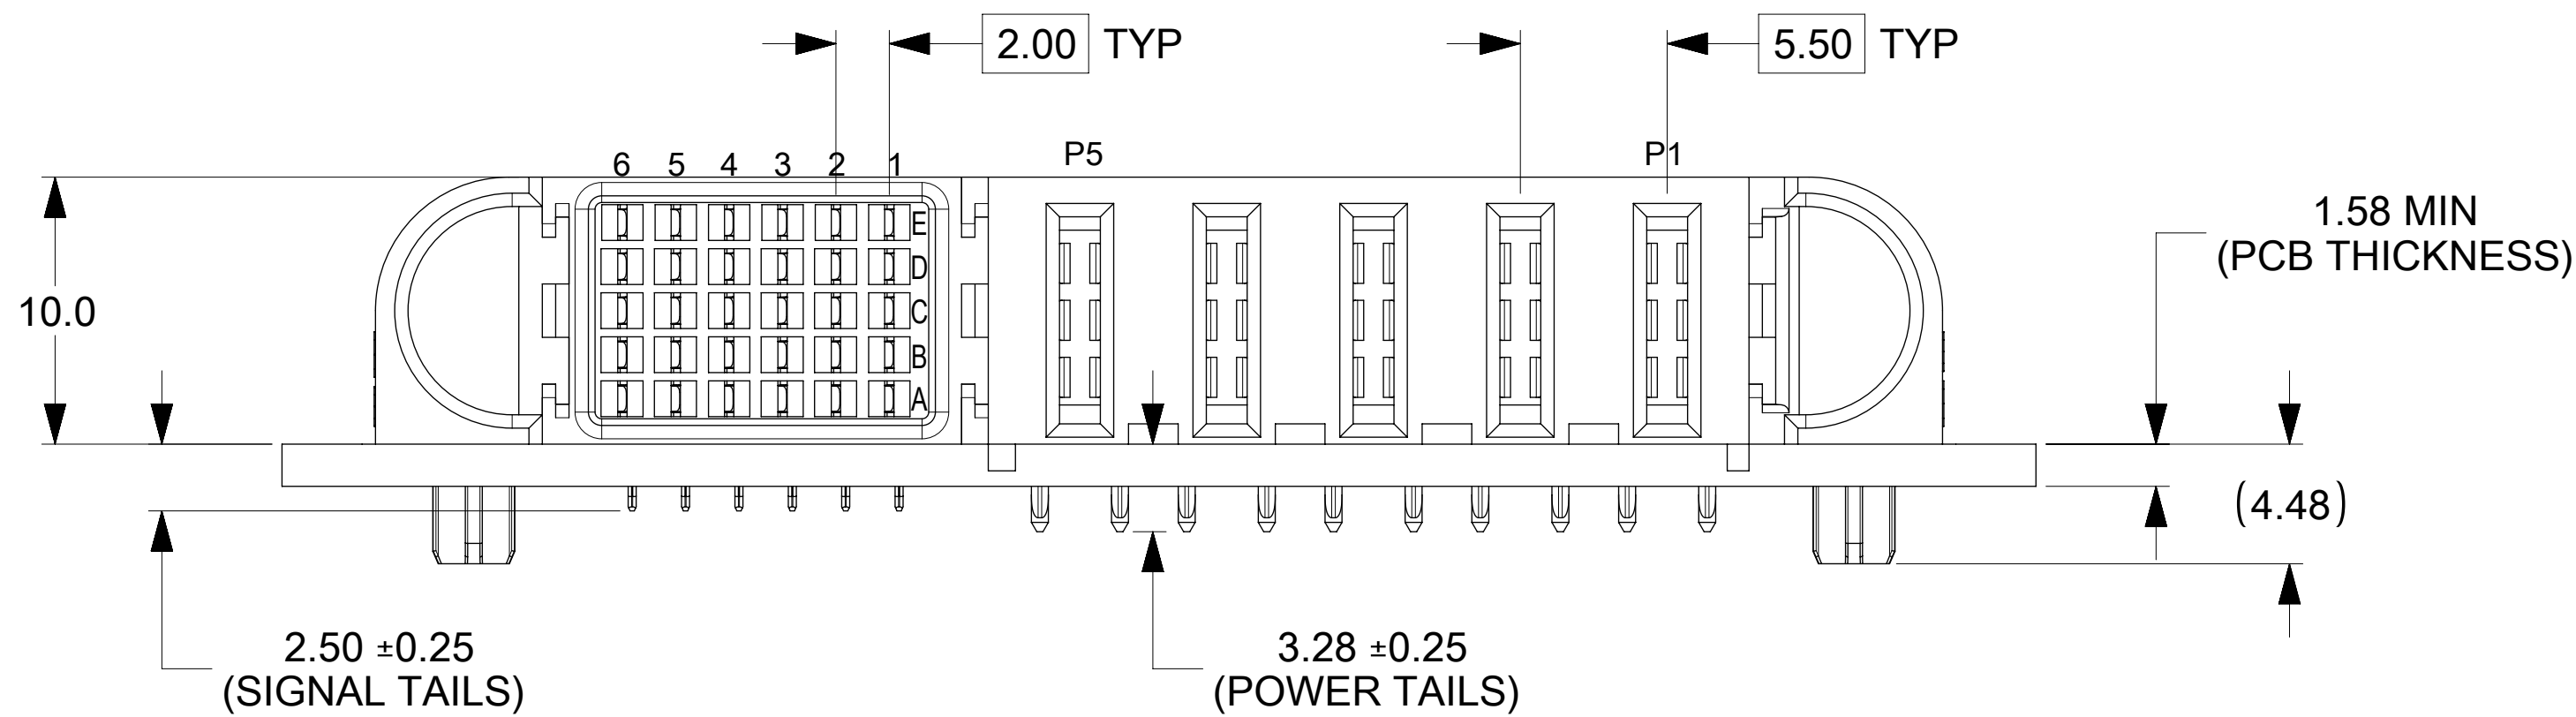 2.00 TYP
5.50 TYP
6 5 4 3 2 1
P5
P1
E
D
C
B
A
10.0
1.58 MIN
(PCB THICKNESS)
(4.48)
2.50 ±0.25
(SIGNAL TAILS)
3.28 ±0.25
(POWER TAILS)